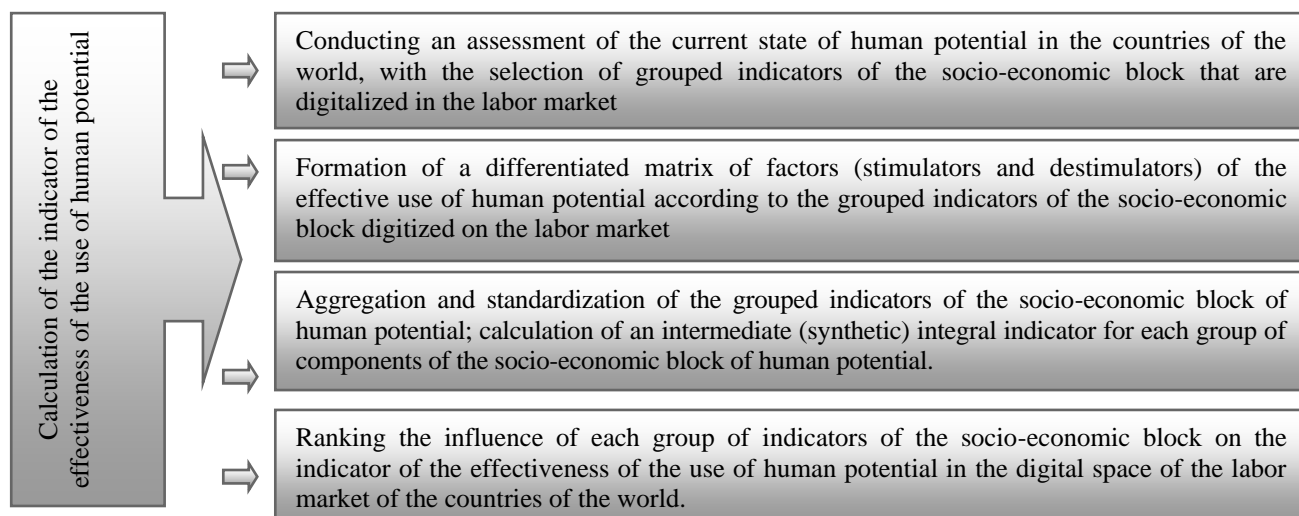 Calculation of the indicator of the
effectiveness of the use of human potential
Conducting an assessment of the current state of human potential in the countries of the
world, with the selection of grouped indicators of the socio-economic block that are
digitalized in the labor market
Formation of a differentiated matrix of factors (stimulators and destimulators) of the
effective use of human potential according to the grouped indicators of the socio-economic
block digitized on the labor market
Aggregation and standardization of the grouped indicators of the socio-economic block of
human potential; calculation of an intermediate (synthetic) integral indicator for each group of
components of the socio-economic block of human potential.
Ranking the influence of each group of indicators of the socio-economic block on the
indicator of the effectiveness of the use of human potential in the digital space of the labor
market of the countries of the world.